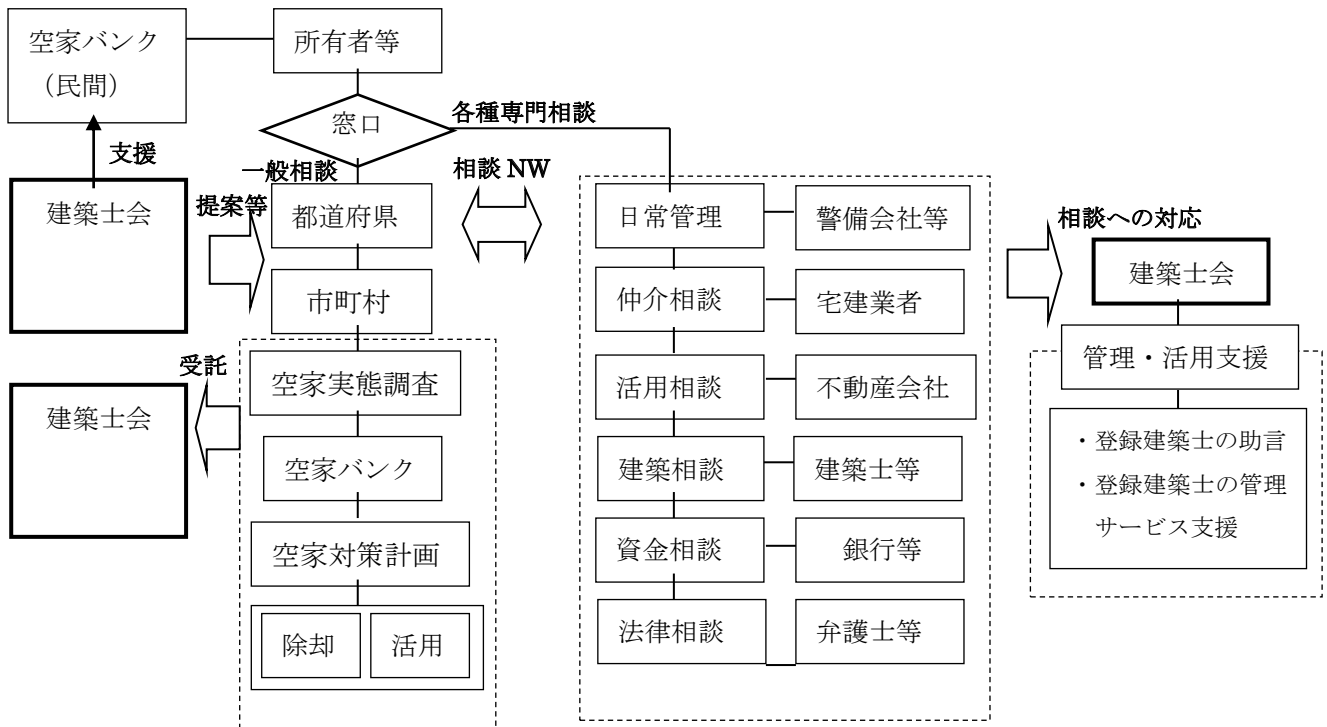 空家バンク
（民間）
所有者等
窓口
各種専門相談
支援
一般相談
相談 NW
建築士会
提案等
都道府県
市町村
受託
建築士会
空家実態調査
空家バンク
空家対策計画
除却
活用
日常管理
警備会社等
仲介相談
宅建業者
活用相談
不動産会社
建築相談
建築士等
資金相談
銀行等
法律相談
弁護士等
相談への対応
建築士会
管理・活用支援
・登録建築士の助言
・登録建築士の管理
サービス支援